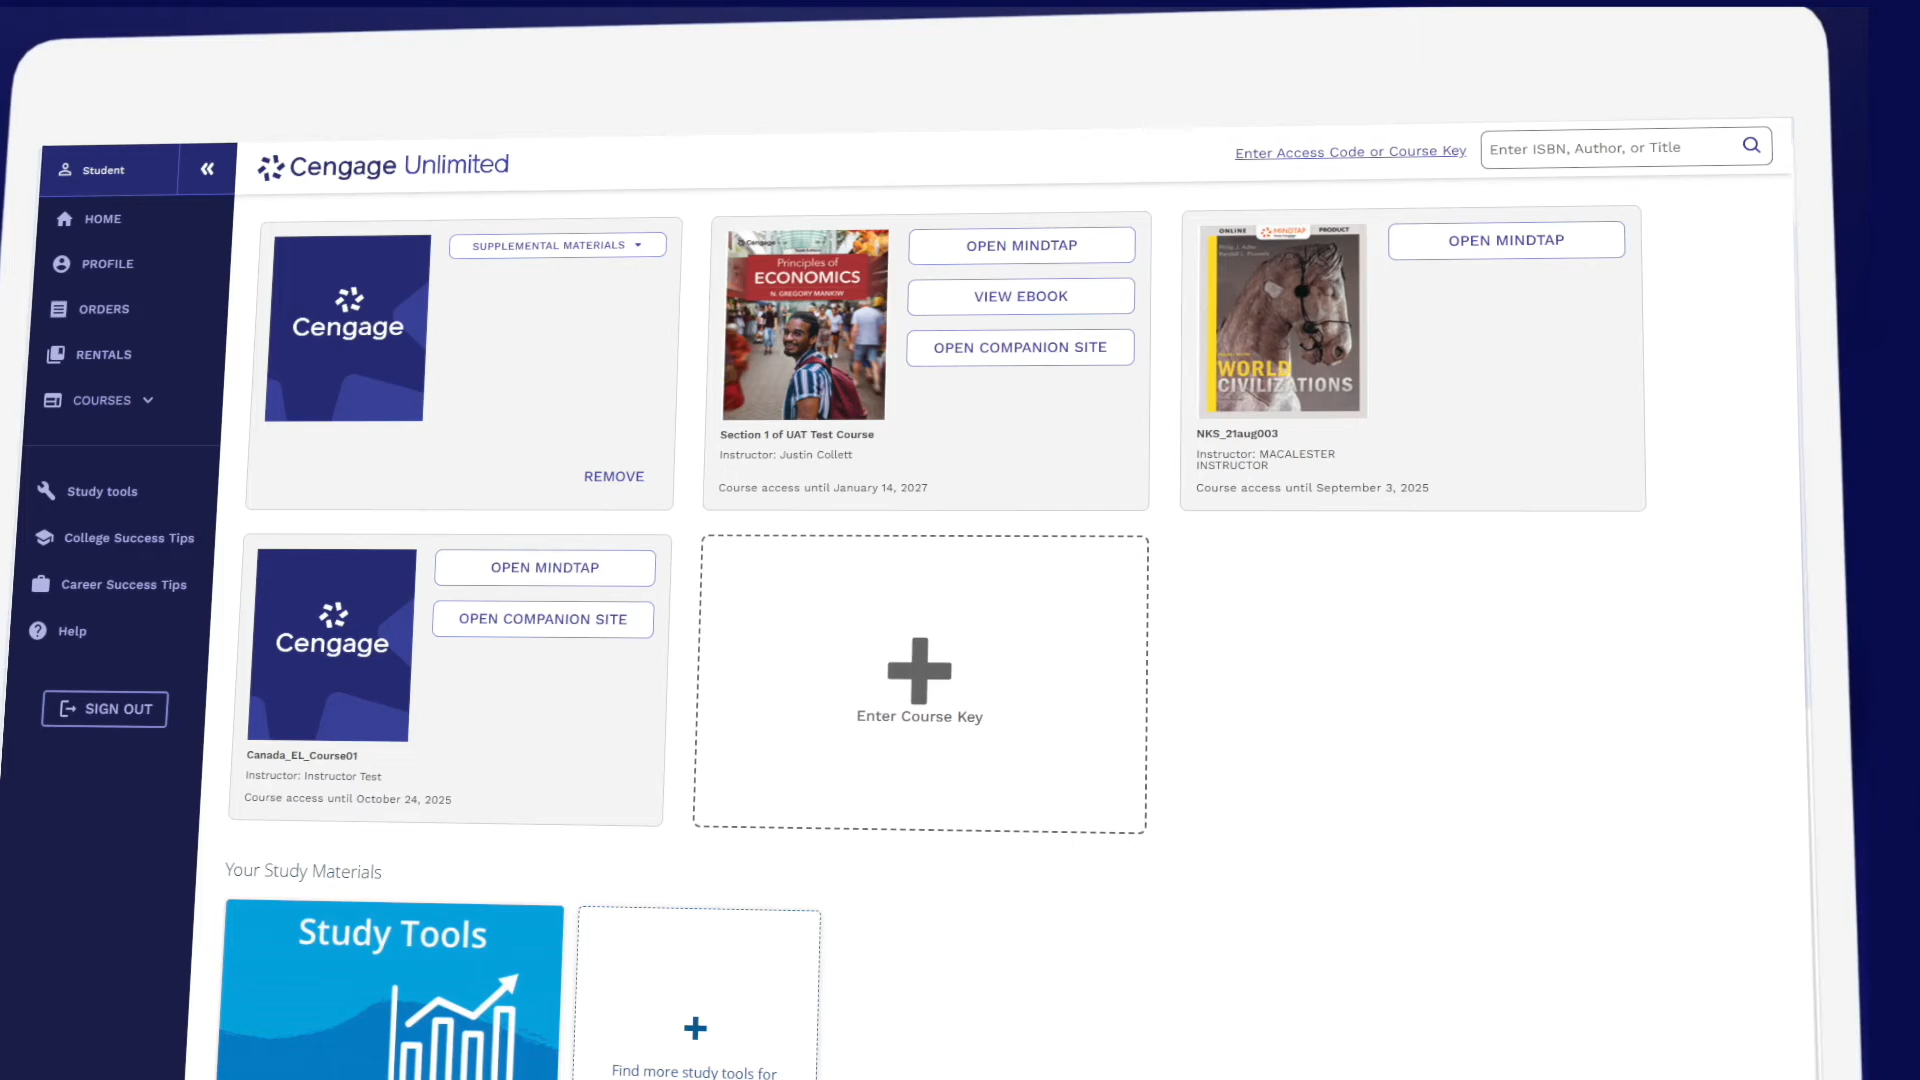 Student
«
Cengage Unlimited
Enter Access Code or Course Key
Enter ISBN, Author, or Title
HOME
PROFILE
ORDERS
RENTALS
COURSES
Study tools
College Success Tips
Career Success Tips
? Help
SIGN OUT
Cengage
SUPPLEMENTAL MATERIALS
REMOVE
Cengage
Principles of
ECONOMICS
N. GREGORY MANKIW
OPEN MINDTAP
VIEW EBOOK
OPEN COMPANION SITE
Section 1 of UAT Test Course
Instructor: Justin Collett
Course access until January 14, 2027
ONLINE MINDTAP PRODUCT
Philip J. Adler
WORLD
CIVILIZATIONS
OPEN MINDTAP
NKS_21aug003
Instructor: MACALESTER
INSTRUCTOR
Course access until September 3, 2025
Cengage
OPEN MINDTAP
OPEN COMPANION SITE
Canada_EL_Course01
Instructor: Instructor Test
Course access until October 24, 2025
Enter Course Key
Your Study Materials
Study Tools
Find more study tools for